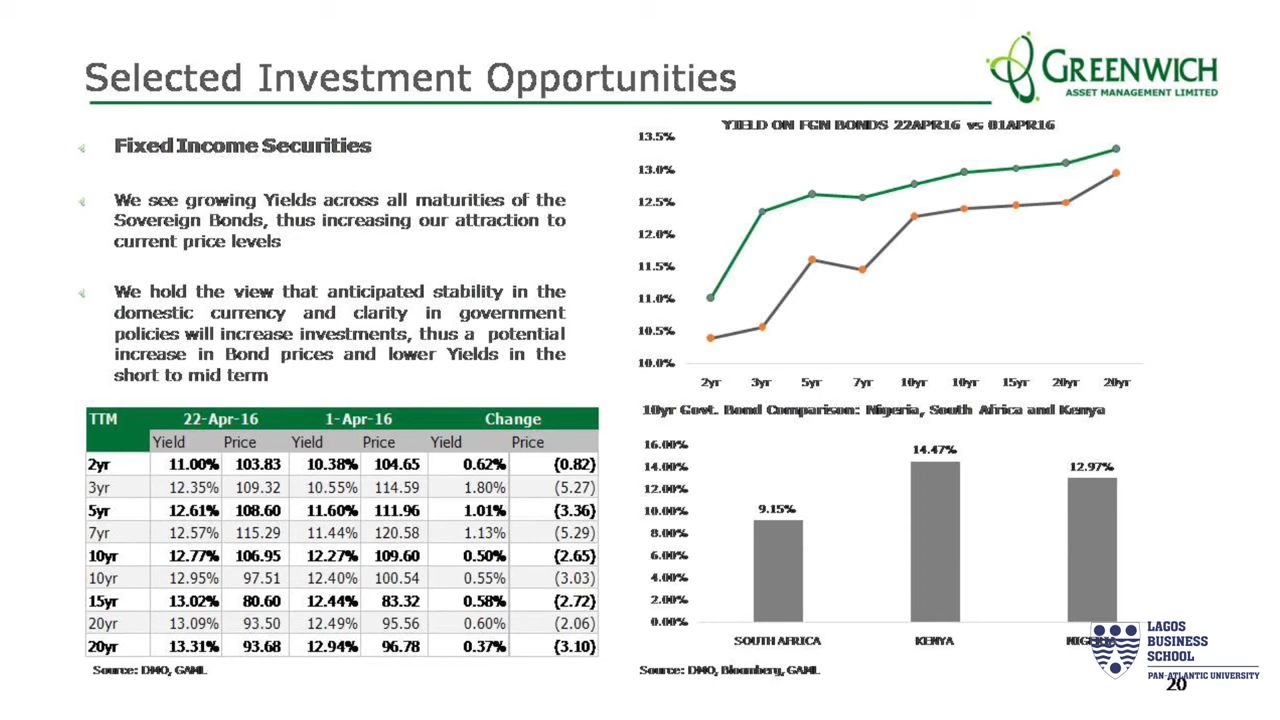 Selected Investment Opportunities
GREENWICH
ASSET MANAGEMENT LIMITED
Fixed Income Securities
We see growing Yields across all maturities of the
Sovereign Bonds, thus increasing our attraction to
current price levels
We hold the view that anticipated stability in the
domestic currency and clarity in government
policies will increase investments, thus a potential
increase in Bond prices and lower Yields in the
short to mid term
TTM 22-Apr-16 1-Apr-16 Change
Yield Price Yield Price Yield Price
2yr 11.00% 103.83 10.38% 104.65 0.62% (0.82)
3yr 12.35% 109.32 10.55% 114.59 1.80% (5.27)
5yr 12.61% 108.60 11.60% 111.96 1.01% (3.36)
7yr 12.57% 115.29 11.44% 120.58 1.13% (5.29)
10yr 12.77% 106.95 12.27% 109.60 0.50% (2.65)
10yr 12.95% 97.51 12.40% 100.54 0.55% (3.03)
15yr 13.02% 80.60 12.44% 83.32 0.58% (2.72)
20yr 13.09% 93.50 12.49% 95.56 0.60% (2.06)
20yr 13.31% 93.68 12.94% 96.78 0.37% (3.10)
Source: DMO, GAML
YIELD ON FGN BONDS 22APR16 vs 01APR16
13.5%
13.0%
12.5%
12.0%
11.5%
11.0%
10.5%
10.0%
2yr 3yr 5yr 7yr 10yr 10yr 15yr 20yr 20yr
10yr Govt. Bond Comparison: Nigeria, South Africa and Kenya
16.00%
14.00%
12.00%
10.00%
8.00%
6.00%
4.00%
2.00%
0.00%
9.15%
14.47%
12.97%
SOUTH AFRICA KENYA NIGERIA
Source: DMO, Bloomberg, GAML
LAGOS
BUSINESS
SCHOOL
PAN-ATLANTIC UNIVERSITY
20